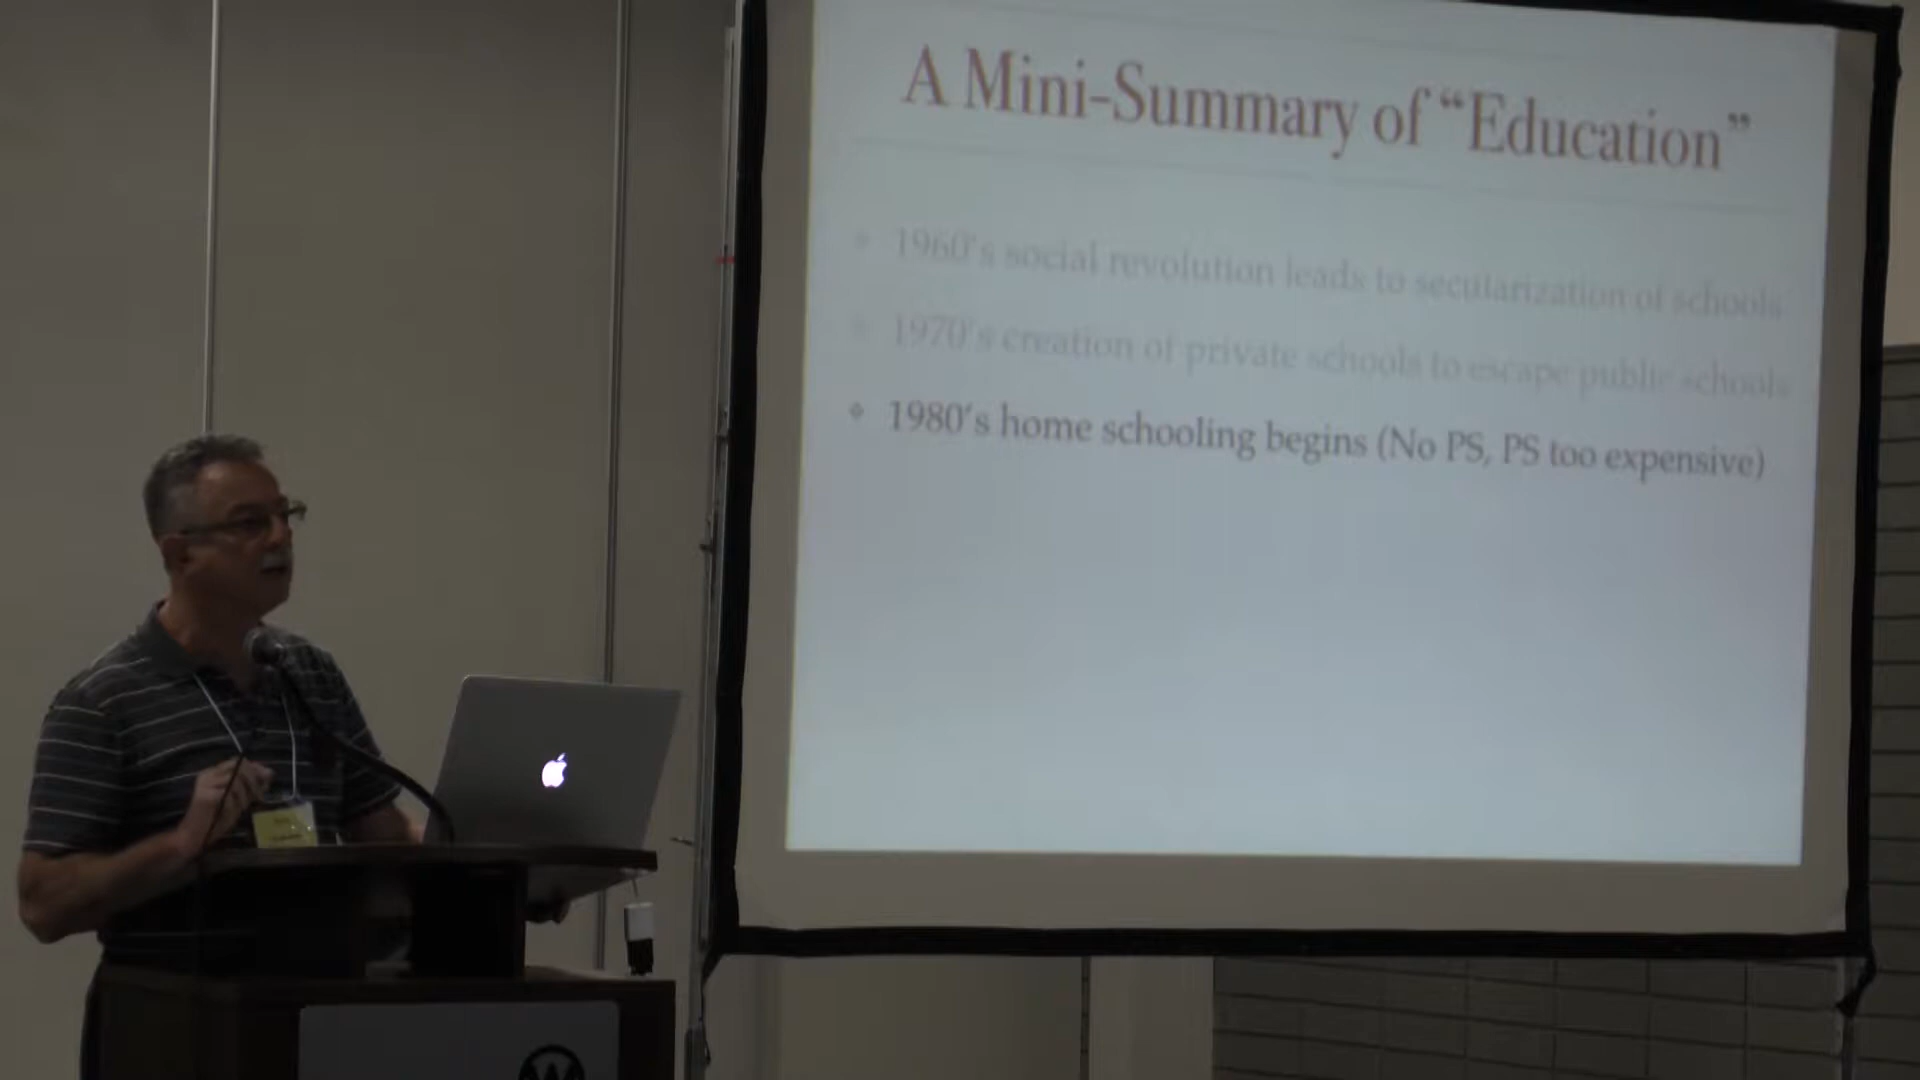 A Mini-Summary of “Education”
1960's social revolution leads to secularization of schools
1970's creation of private schools to escape public schools
1980's home schooling begins (No PS, PS too expensive)
W